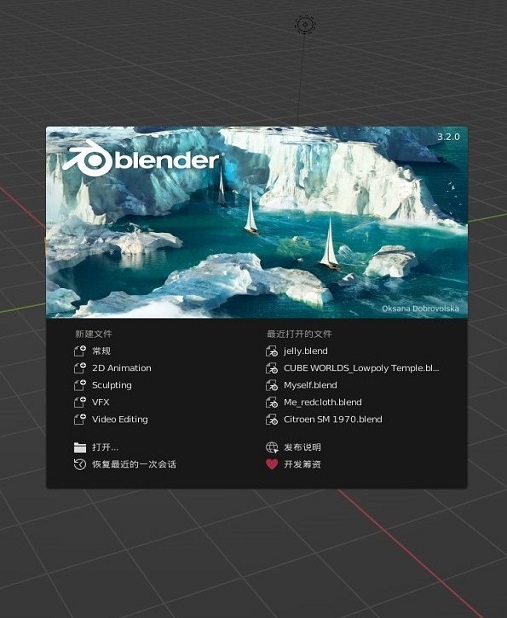 blender
3.2.0
Oksana Dobrovolska
新建文件
常规
2D Animation
Sculpting
VFX
Video Editing
打开...
恢复最近的一次会话
最近打开的文件
jelly.blend
CUBE WORLDS_Lowpoly Temple.bl...
Myself.blend
Me_redcloth.blend
Citroen SM 1970.blend
发布说明
开发筹资